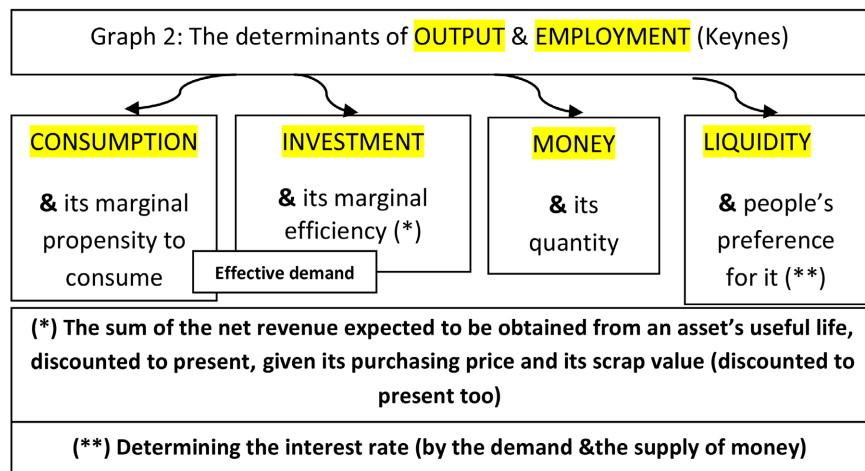 Graph 2: The determinants of OUTPUT & EMPLOYMENT (Keynes)
CONSUMPTION
& its marginal
propensity to
consume
INVESTMENT
& its marginal
efficiency (*)
Effective demand
MONEY
& its
quantity
LIQUIDITY
& people's
preference
for it (**)
(*) The sum of the net revenue expected to be obtained from an asset's useful life,
discounted to present, given its purchasing price and its scrap value (discounted to
present too)
(**) Determining the interest rate (by the demand &the supply of money)